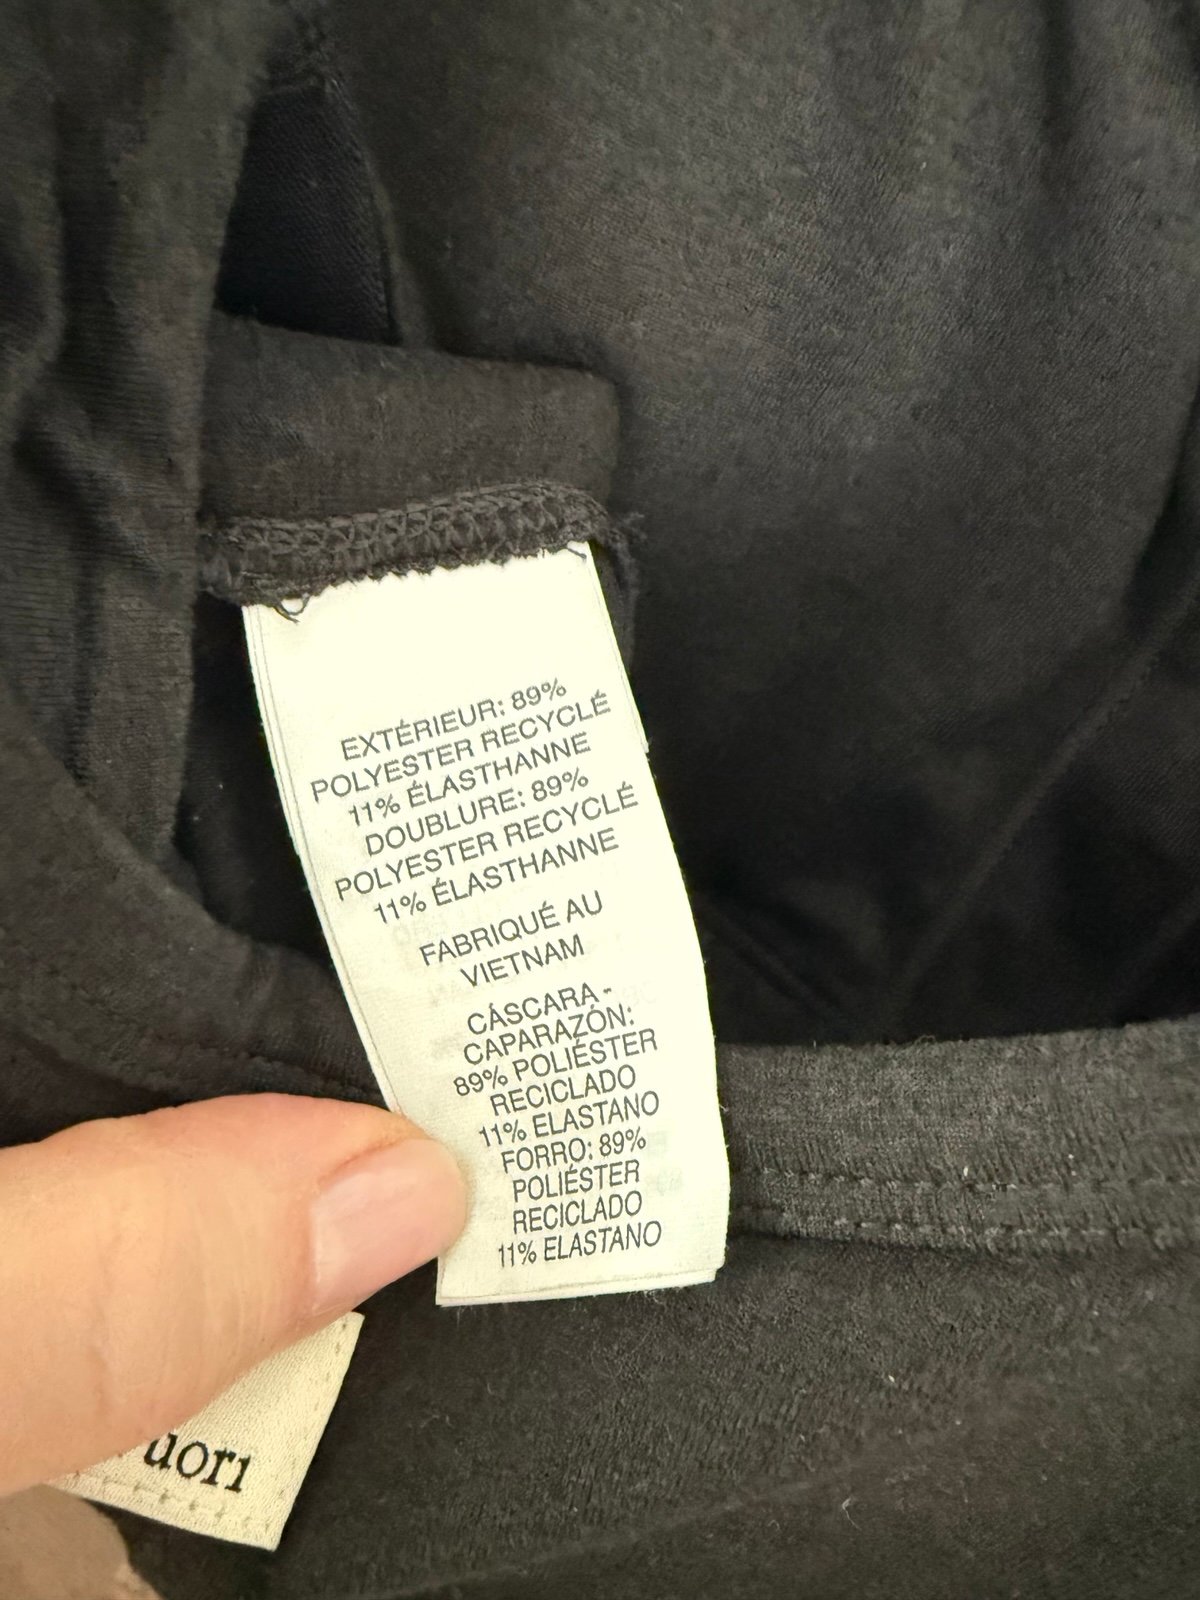 EXTÉRIEUR: 89%
POLYESTER RECYCLÉ
11% ÉLASTHANNE
DOUBLURE: 89%
POLYESTER RECYCLÉ
11% ÉLASTHANNE
FABRIQUÉ AU
VIETNAM
CÁSCARA -
CAPARAZÓN:
89% POLIÉSTER
RECICLADO
11% ELASTANO
FORRO: 89%
POLIÉSTER
RECICLADO
11% ELASTANO
uori